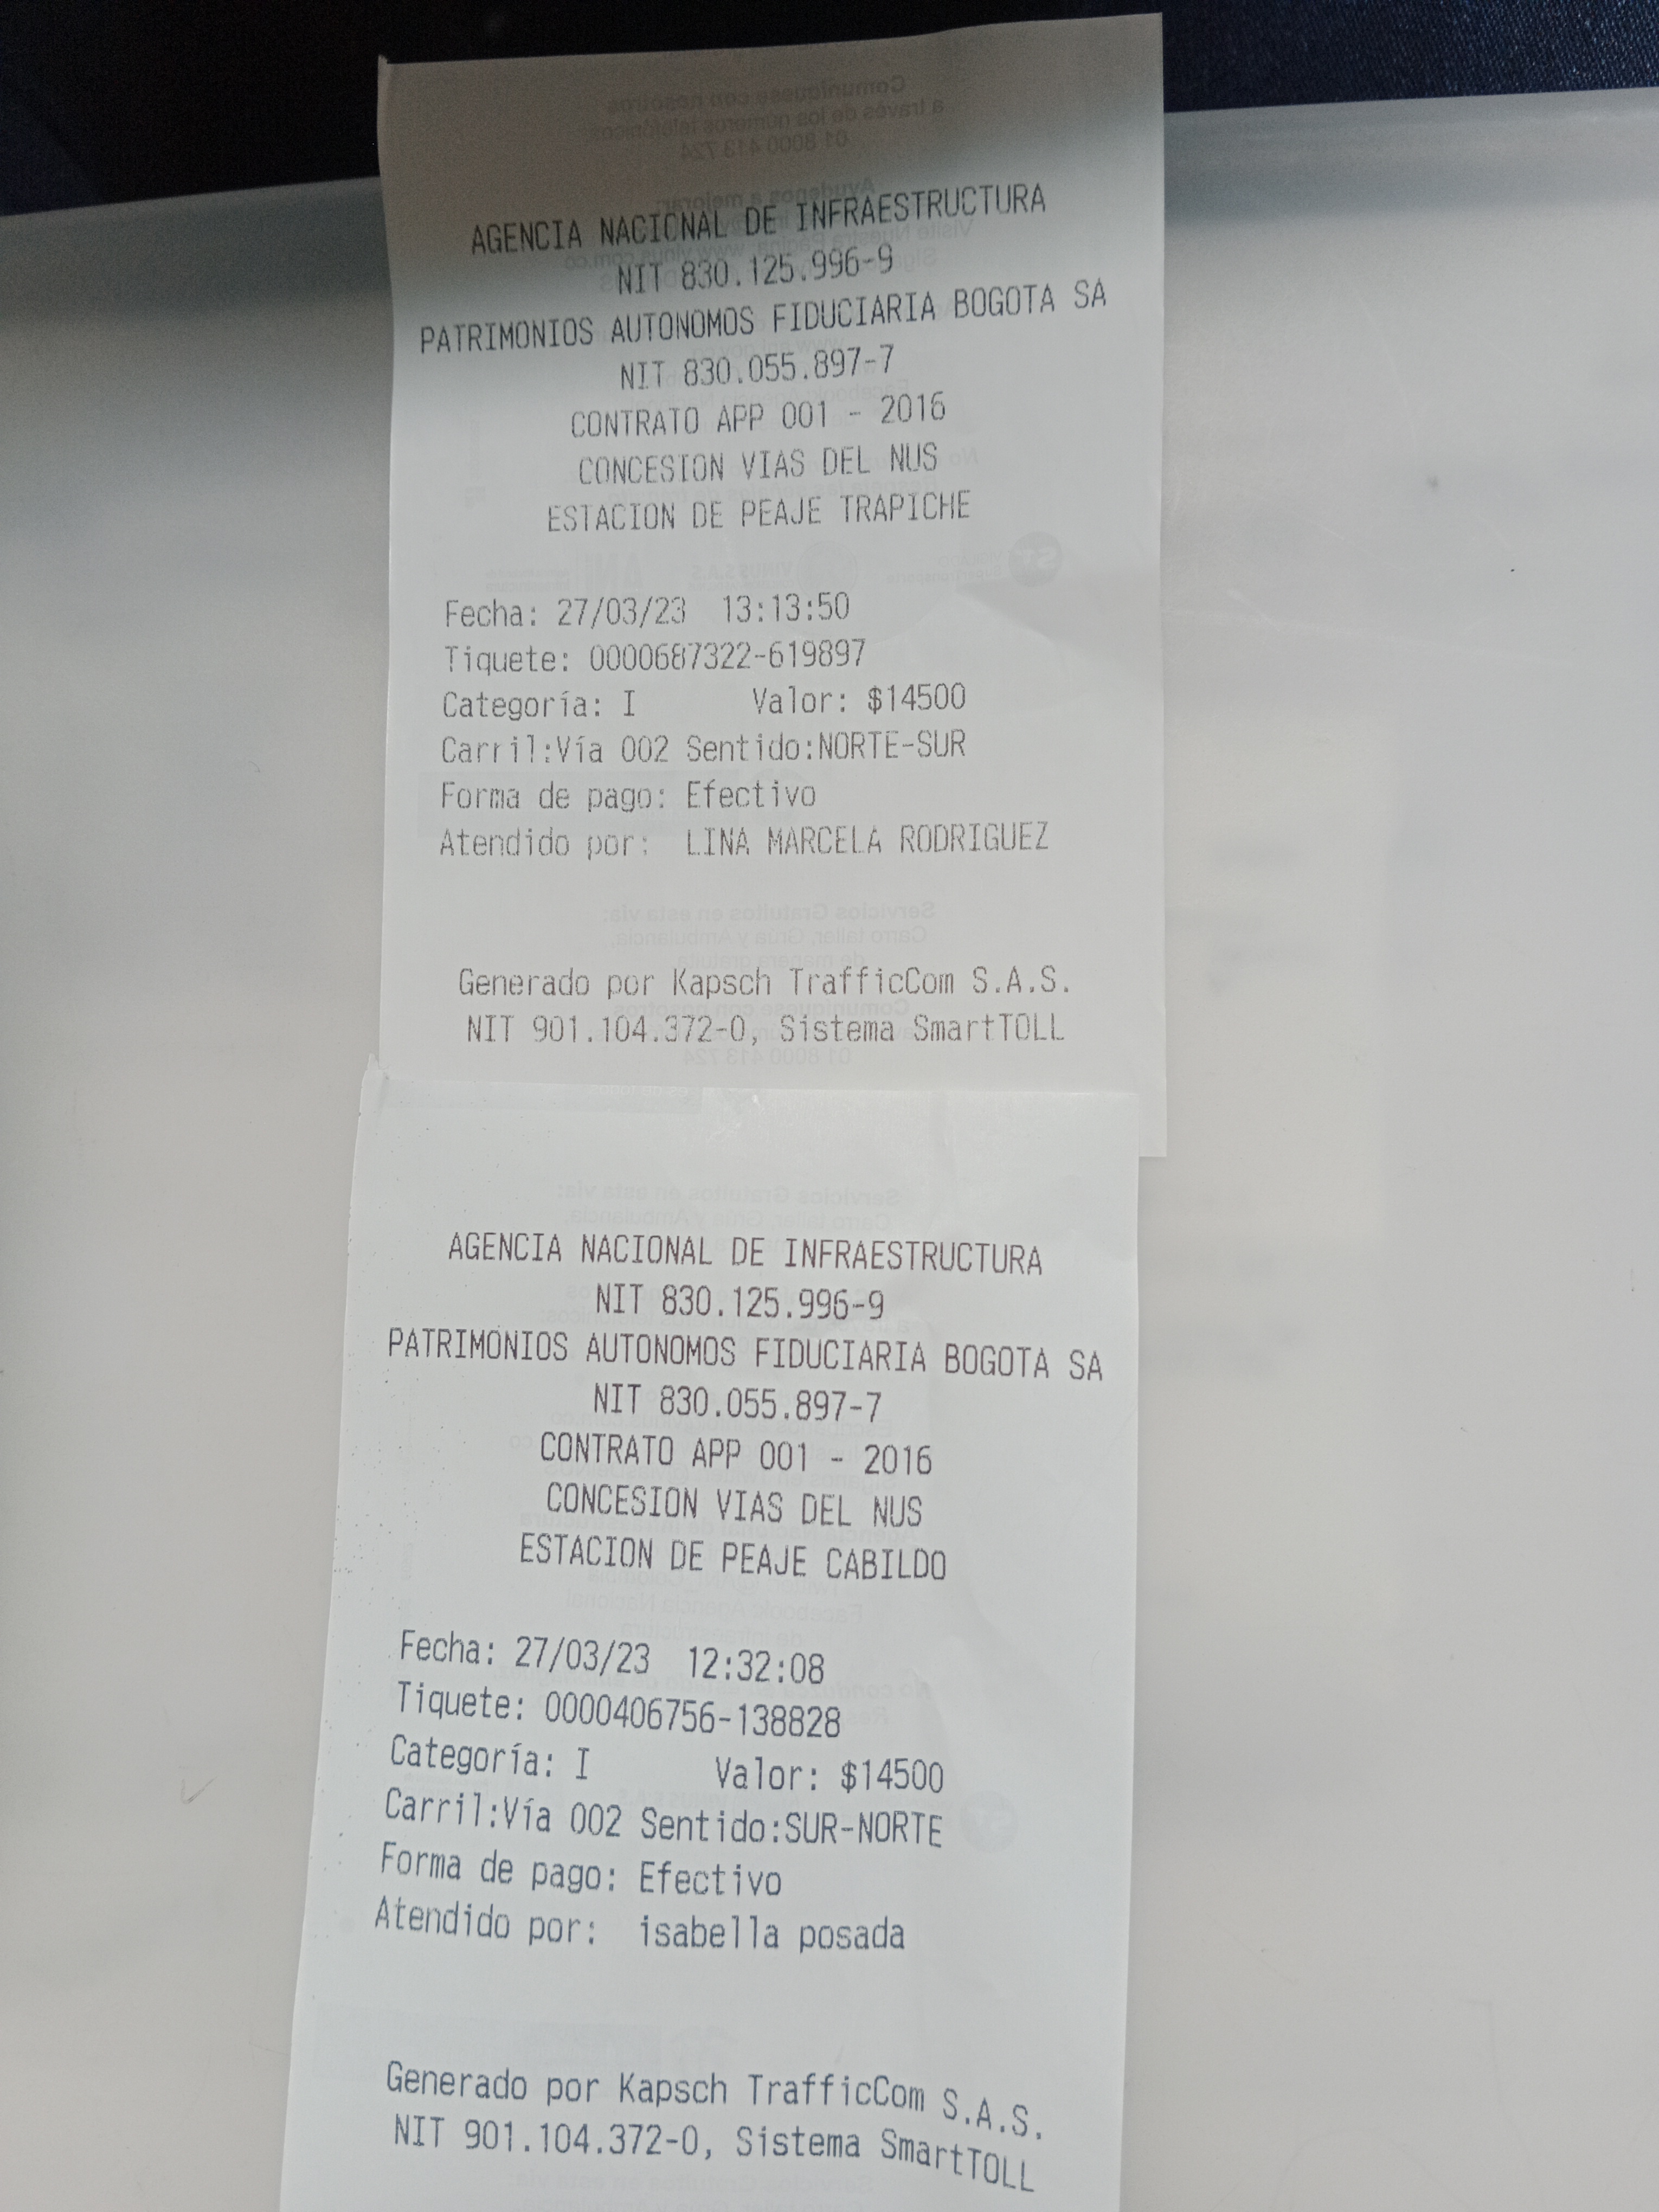 AGENCIA NACIONAL DE INFRAESTRUCTURA
NIT 830.125.996-9
PATRIMONIOS AUTONOMOS FIDUCIARIA BOGOTA SA
NIT 830.055.897-7
CONTRATO APP 001 - 2016
CONCESION VIAS DEL NUS
ESTACION DE PEAJE TRAPICHE
Fecha: 27/03/23 13:13:50
Tiquete: 0000687322-619897
Categoría: I Valor: $14500
Carril:Vía 002 Sentido:NORTE-SUR
Forma de pago: Efectivo
Atendido por: LINA MARCELA RODRIGUEZ
Generado por Kapsch TrafficCom S.A.S.
NIT 901.104.372-0, Sistema SmartTOLL
AGENCIA NACIONAL DE INFRAESTRUCTURA
NIT 830.125.996-9
PATRIMONIOS AUTONOMOS FIDUCIARIA BOGOTA SA
NIT 830.055.897-7
CONTRATO APP 001 - 2016
CONCESION VIAS DEL NUS
ESTACION DE PEAJE CABILDO
Fecha: 27/03/23 12:32:08
Tiquete: 0000406756-138828
Categoría: I Valor: $14500
Carril:Vía 002 Sentido:SUR-NORTE
Forma de pago: Efectivo
Atendido por: isabella posada
Generado por Kapsch TrafficCom S.A.S.
NIT 901.104.372-0, Sistema SmartTOLL